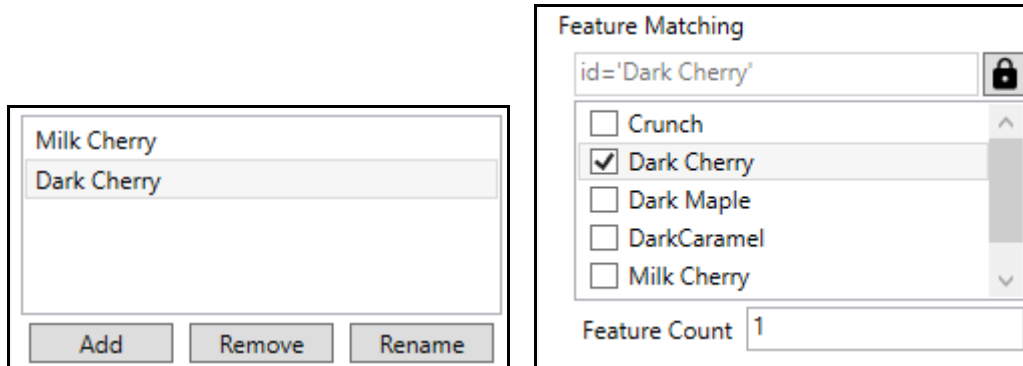 Milk Cherry
Dark Cherry
Add Remove Rename
Feature Matching
id='Dark Cherry'
Crunch
Dark Cherry
Dark Maple
DarkCaramel
Milk Cherry
Feature Count 1